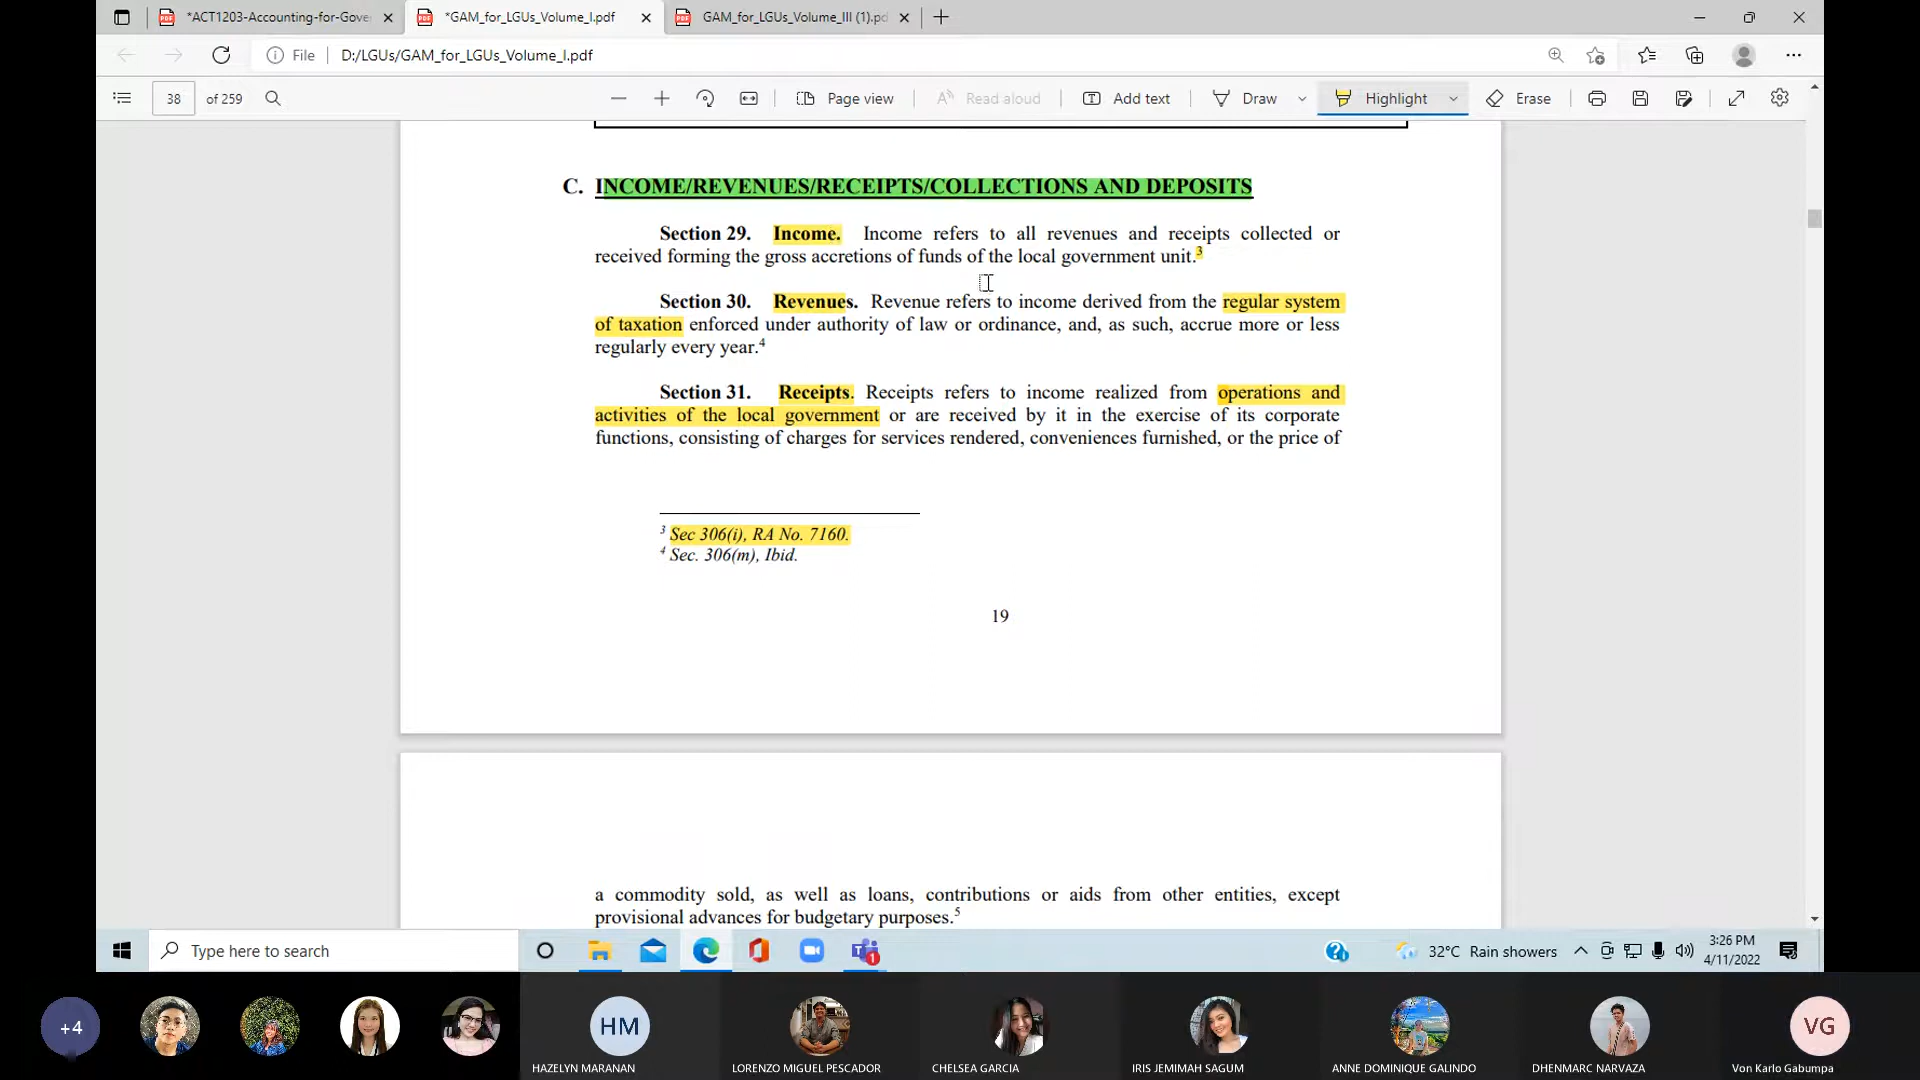 *ACT1203-Accounting-for-Gove
*GAM_for_LGUs_Volume_I.pdf
GAM_for_LGUs_Volume_III (1).pd
File
D:/LGUs/GAM_for_LGUs_Volume_I.pdf
38
of 259
Page view
Read aloud
Add text
Draw
Highlight
Erase
C. INCOME/REVENUES/RECEIPTS/COLLECTIONS AND DEPOSITS
Section 29. Income. Income refers to all revenues and receipts collected or
received forming the gross accretions of funds of the local government unit.3
Section 30. Revenues. Revenue refers to income derived from the regular system
of taxation enforced under authority of law or ordinance, and, as such, accrue more or less
regularly every year.4
Section 31. Receipts. Receipts refers to income realized from operations and
activities of the local government or are received by it in the exercise of its corporate
functions, consisting of charges for services rendered, conveniences furnished, or the price of
3 Sec 306(i), RA No. 7160.
4 Sec. 306(m), Ibid.
19
a commodity sold, as well as loans, contributions or aids from other entities, except
provisional advances for budgetary purposes.5
Type here to search
1
32°C Rain showers
3:26 PM
4/11/2022
+4
HM
VG
HAZELYN MARANAN
LORENZO MIGUEL PESCADOR
CHELSEA GARCIA
IRIS JEMIMAH SAGUM
ANNE DOMINIQUE GALINDO
DHENMARC NARVAZA
Von Karlo Gabumpa